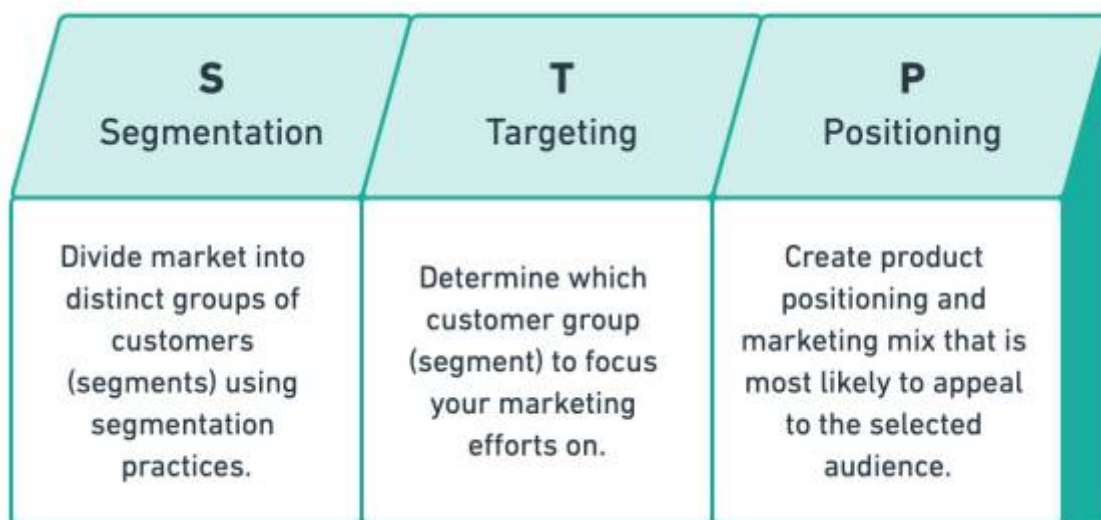 S
Segmentation
Divide market into
distinct groups of
customers
(segments) using
segmentation
practices.
T
Targeting
Determine which
customer group
(segment) to focus
your marketing
efforts on.
P
Positioning
Create product
positioning and
marketing mix that is
most likely to appeal
to the selected
audience.